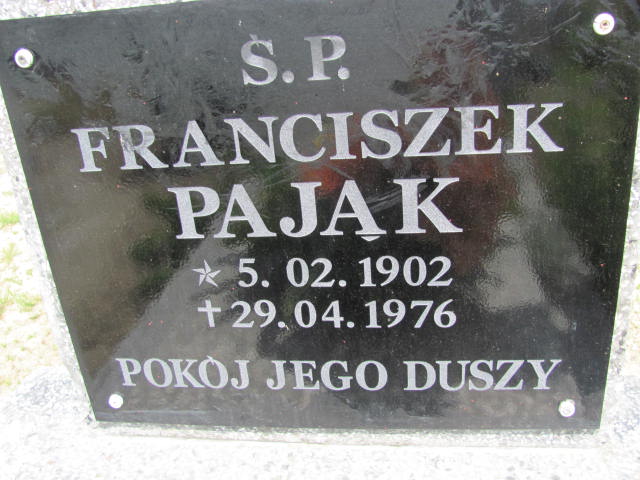 Ś.P.
FRANCISZEK
PAJĄK
★ 5. 02. 1902
✝ 29. 04. 1976
POKÓJ JEGO DUSZY